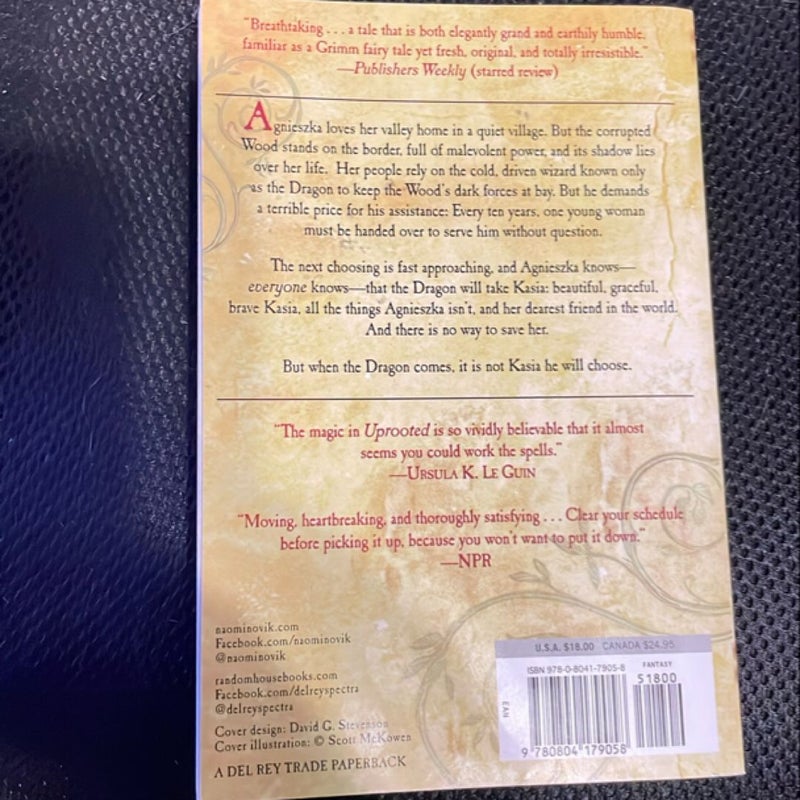 "Breathtaking . . . a tale that is both elegantly grand and earthily humble,
familiar as a Grimm fairy tale yet fresh, original, and totally irresistible."
—Publishers Weekly (starred review)
Agnieszka loves her valley home in a quiet village. But the corrupted
Wood stands on the border, full of malevolent power, and its shadow lies
over her life. Her people rely on the cold, driven wizard known only
as the Dragon to keep the Wood's dark forces at bay. But he demands
a terrible price for his assistance: Every ten years, one young woman
must be handed over to serve him without question.
The next choosing is fast approaching, and Agnieszka knows—
everyone knows—that the Dragon will take Kasia: beautiful, graceful,
brave Kasia, all the things Agnieszka isn't, and her dearest friend in the world.
And there is no way to save her.
But when the Dragon comes, it is not Kasia he will choose.
"The magic in Uprooted is so vividly believable that it almost
seems you could work the spells."
—URSULA K. LE GUIN
"Moving, heartbreaking, and thoroughly satisfying . . . Clear your schedule
before picking it up, because you won't want to put it down."
—NPR
naominovik.com
Facebook.com/naominovik
@naominovik
randomhousebooks.com
Facebook.com/delreyspectra
@delreyspectra
Cover design: David G. Stevenson
Cover illustration: © Scott McKowen
A DEL REY TRADE PAPERBACK
U.S.A. $18.00 CANADA $24.95
ISBN 978-0-8041-7905-8
FANTASY
51800
EAN
9 780804 179058